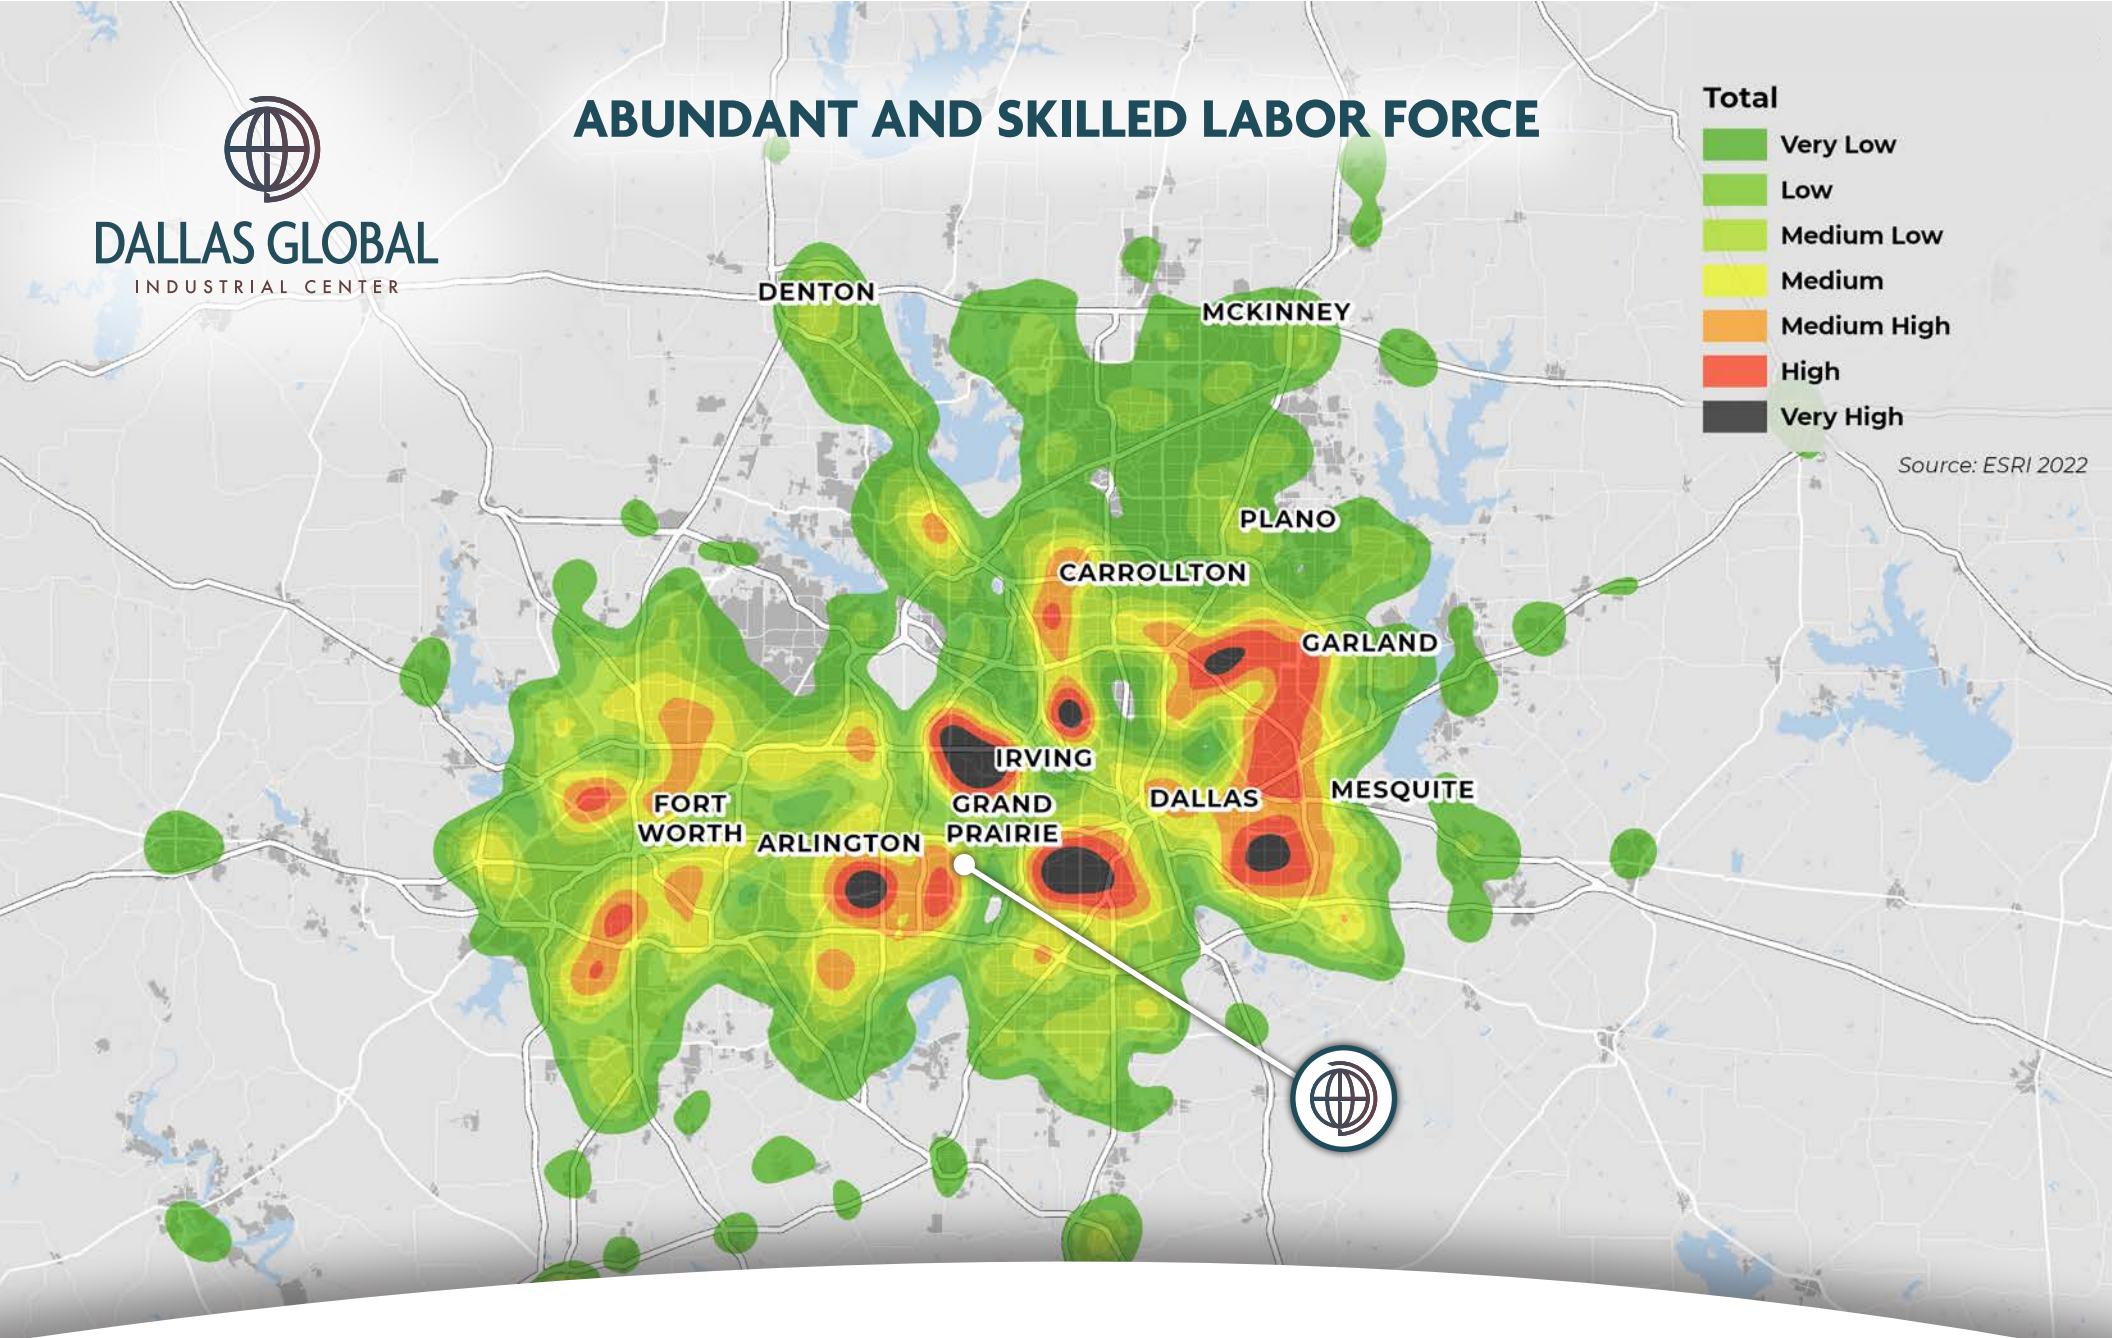 ABUNDANT AND SKILLED LABOR FORCE
DALLAS GLOBAL
INDUSTRIAL CENTER
Total
Very Low
Low
Medium Low
Medium
Medium High
High
Very High
Source: ESRI 2022
DENTON
MCKINNEY
PLANO
CARROLLTON
GARLAND
IRVING
MESQUITE
DALLAS
GRAND
PRAIRIE
FORT
WORTH
ARLINGTON